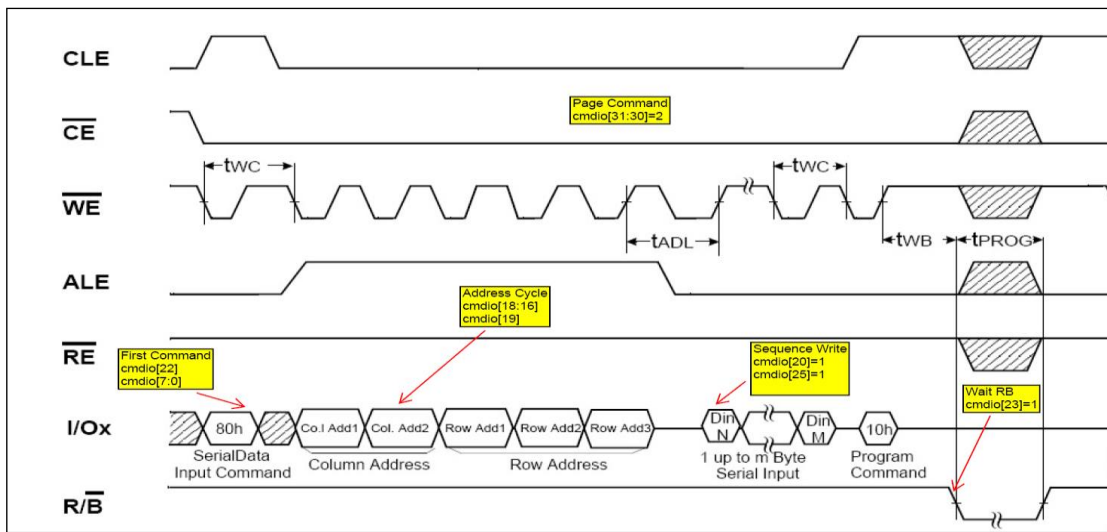 CLE
Page Command
cmdio[31:30]=2
CE
tWC
tWC
WE
tADL
tWB
tPROG
ALE
Address Cycle
cmdio[18:16]
cmdio[19]
RE
First Command
cmdio[22]
cmdio[7:0]
Sequence Write
cmdio[20]=1
cmdio[25]=1
Wait RB
cmdio[23]=1
I/Ox
80h
Co.l Add1
Col. Add2
Row Add1
Row Add2
Row Add3
Din
N
Din
M
10h
SerialData
Input Command
Column Address
Row Address
1 up to m Byte
Serial Input
Program
Command
R/B